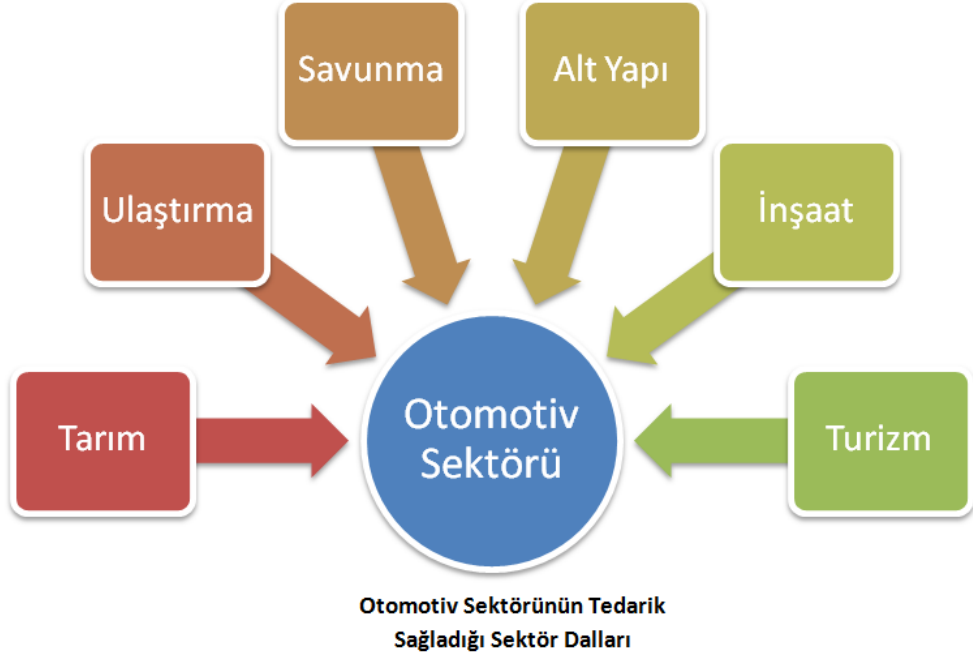 Savunma
Alt Yapı
Ulaştırma
İnşaat
Tarım
Otomotiv
Sektörü
Turizm
Otomotiv Sektörünün Tedarik
Sağladığı Sektör Dalları